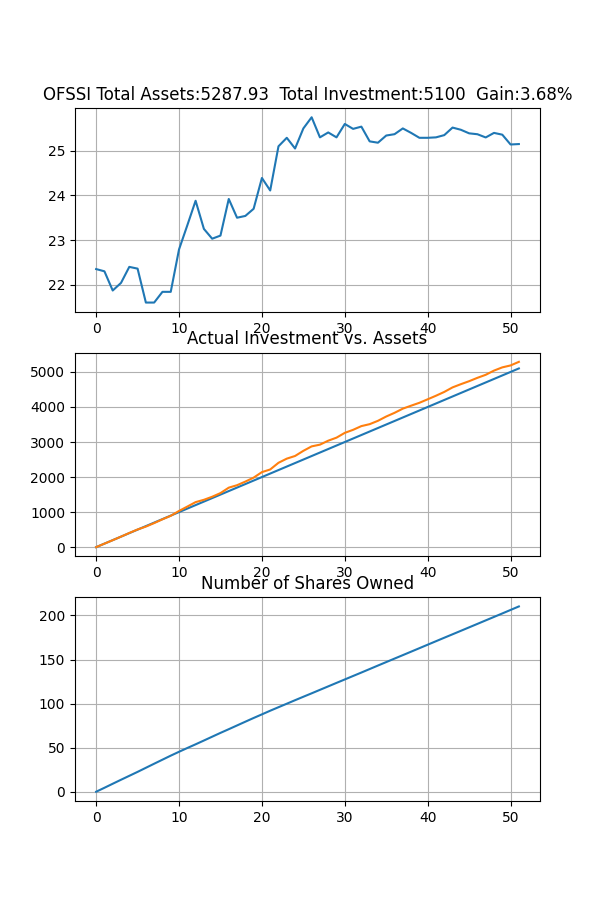 OFSSI Total Assets:5287.93  Total Investment:5100  Gain:3.68%
25
24
23
22
0 10 20 30 40 50
Actual Investment vs. Assets
5000
4000
3000
2000
1000
0
0 10 20 30 40 50
Number of Shares Owned
200
150
100
50
0
0 10 20 30 40 50